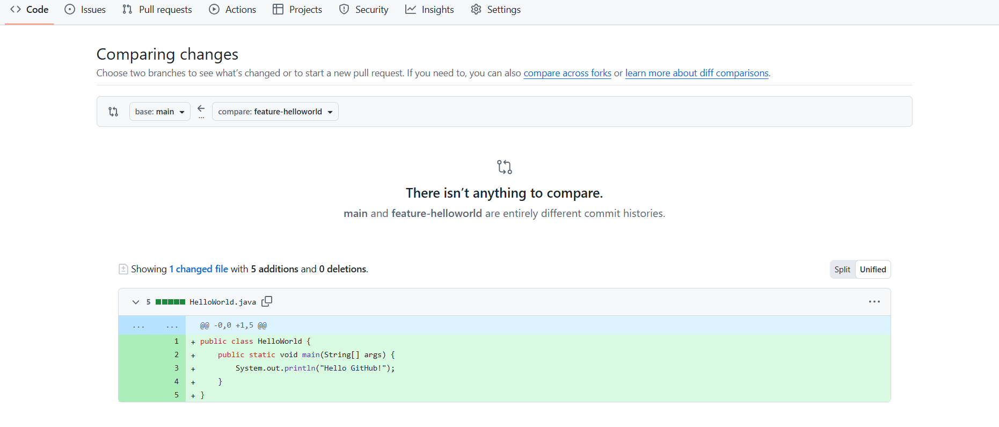 Code Issues Pull requests Actions Projects Security Insights Settings
Comparing changes
Choose two branches to see what’s changed or to start a new pull request. If you need to, you can also compare across forks or learn more about diff comparisons.
base: main ... compare: feature-helloworld
There isn’t anything to compare.
main and feature-helloworld are entirely different commit histories.
Showing 1 changed file with 5 additions and 0 deletions. Split Unified
5 HelloWorld.java ...
... ... @@ -0,0 +1,5 @@
1 + public class HelloWorld {
2 +     public static void main(String[] args) {
3 +         System.out.println("Hello GitHub!");
4 +     }
5 + }